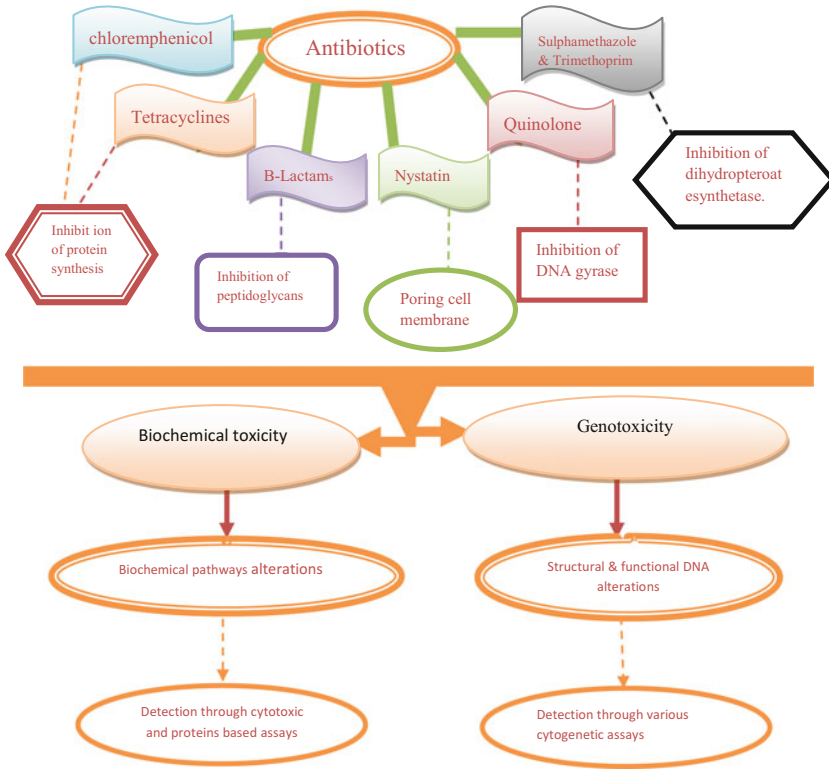 chloremphenicol
Antibiotics
Sulphamethazole
& Trimethoprim
Tetracyclines
Quinolone
B-Lactams
Nystatin
Inhibition of
dihydropteroat
esynthetase.
Inhibit ion
of protein
synthesis
Inhibition of
peptidoglycans
Poring cell
membrane
Inhibition of
DNA gyrase
Biochemical toxicity
Genotoxicity
Biochemical pathways alterations
Structural & functional DNA
alterations
Detection through cytotoxic
and proteins based assays
Detection through various
cytogenetic assays